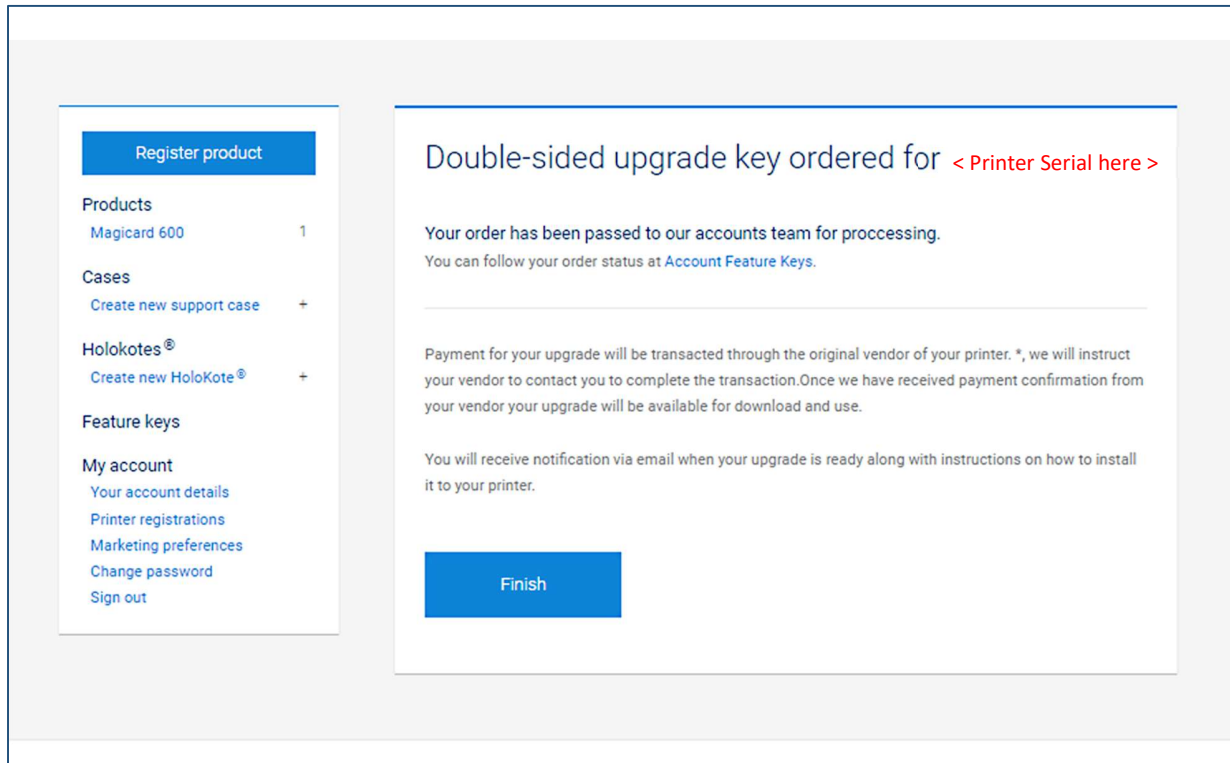 Register product
Products
Magicard 600 1
Cases
Create new support case +
Holokotes®
Create new HoloKote® +
Feature keys
My account
Your account details
Printer registrations
Marketing preferences
Change password
Sign out
Double-sided upgrade key ordered for < Printer Serial here >
Your order has been passed to our accounts team for proccessing.
You can follow your order status at Account Feature Keys.
Payment for your upgrade will be transacted through the original vendor of your printer. *, we will instruct
your vendor to contact you to complete the transaction.Once we have received payment confirmation from
your vendor your upgrade will be available for download and use.
You will receive notification via email when your upgrade is ready along with instructions on how to install
it to your printer.
Finish